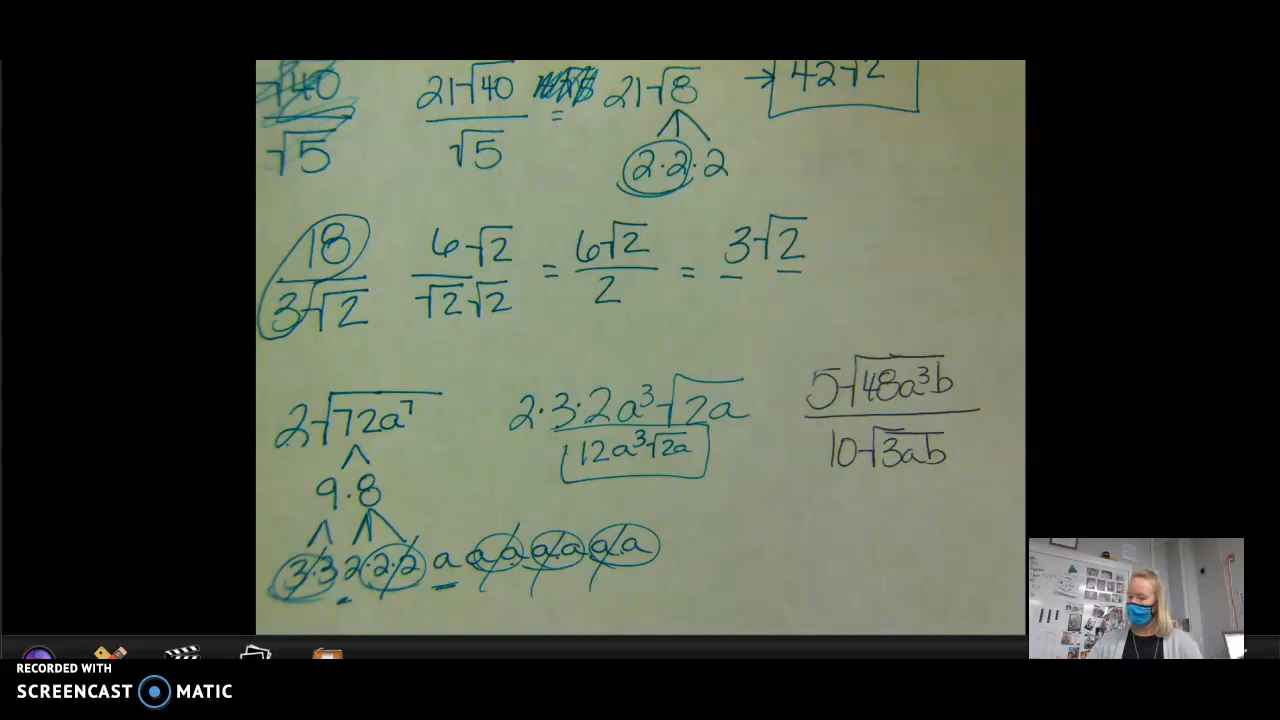 √40 / √5
21√40 / √5 = 21√8 → 42√2
2·2·2
18 / 3√2
6√2 / √2√2 = 6√2 / 2 = 3√2
2√72a⁷
9·8
3·3 2·2·2 a a·a a·a a·a
2·3·2a³√2a
12a³√2a
5√48a³b / 10√3ab
RECORDED WITH
SCREENCAST MATIC